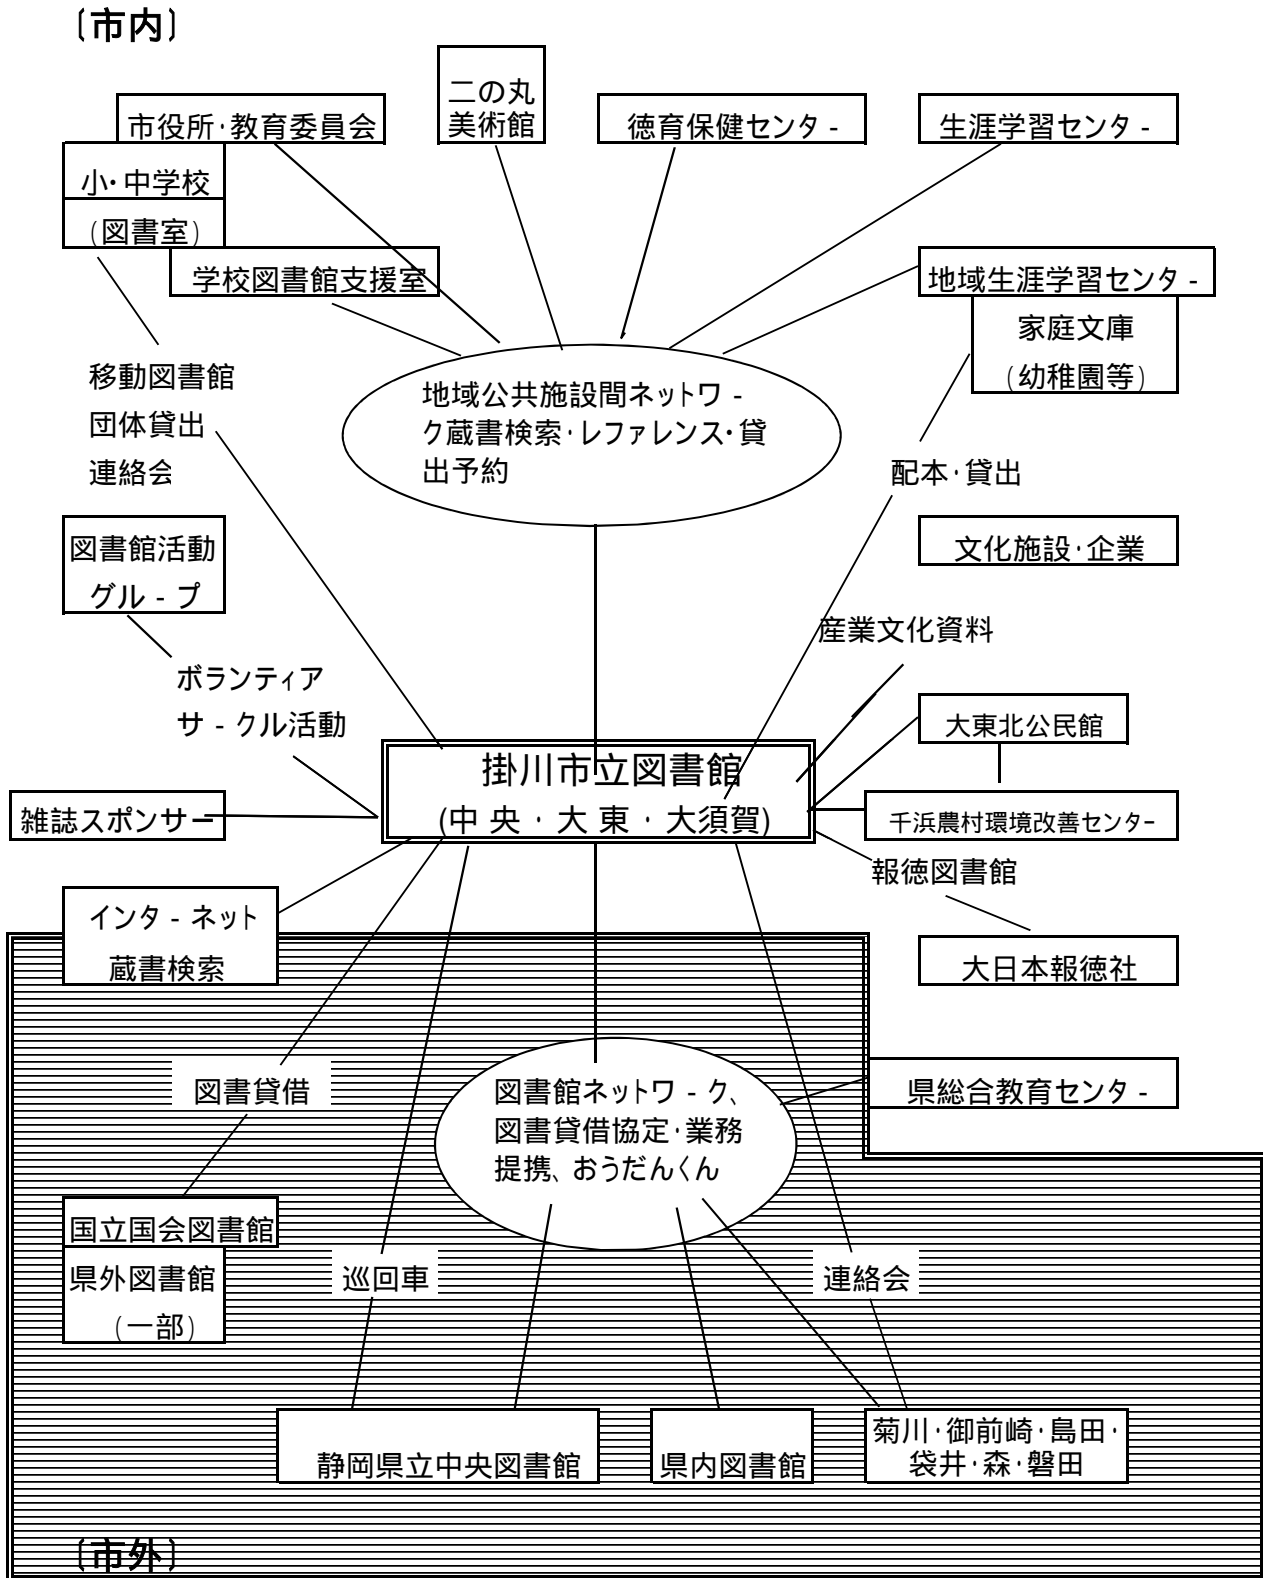 〔市内〕
二の丸
美術館
市役所・教育委員会
徳育保健センタ-
生涯学習センタ-
小・中学校
(図書室)
学校図書館支援室
地域生涯学習センタ-
家庭文庫
(幼稚園等)
移動図書館
団体貸出
連絡会
地域公共施設間ネットワ-
ク蔵書検索・レファレンス・貸
出予約
配本・貸出
図書館活動
グル-プ
文化施設・企業
産業文化資料
ボランティア
サ-クル活動
大東北公民館
掛川市立図書館
(中央・大東・大須賀)
雑誌スポンサー
千浜農村環境改善センター
報徳図書館
インタ-ネット
蔵書検索
大日本報徳社
図書貸借
図書館ネットワ-ク、
図書貸借協定・業務
提携、おうだんくん
県総合教育センタ-
国立国会図書館
県外図書館
(一部)
巡回車
連絡会
静岡県立中央図書館
県内図書館
菊川・御前崎・島田・
袋井・森・磐田
〔市外〕